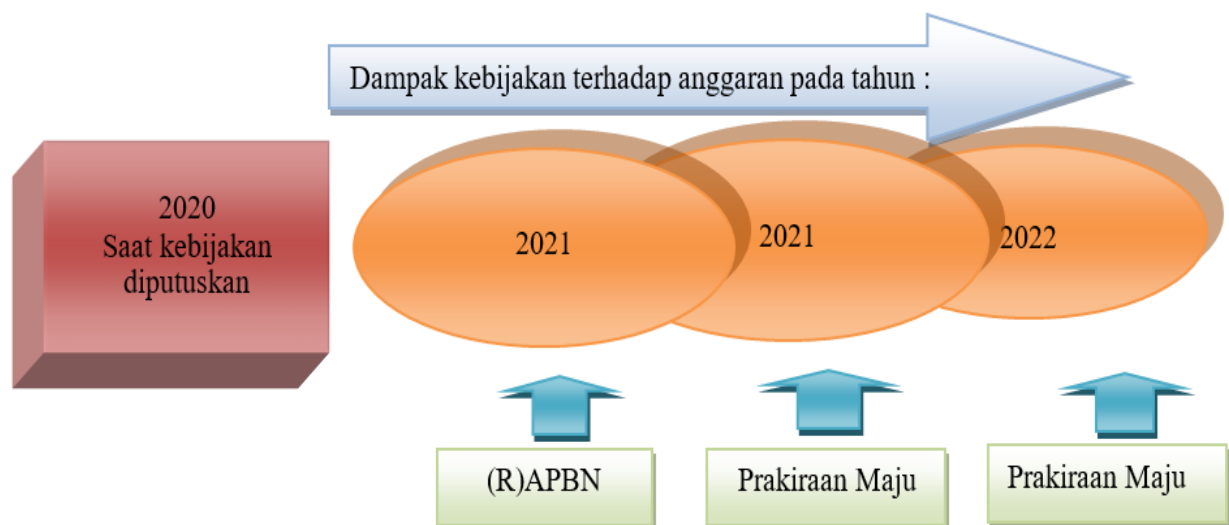 Dampak kebijakan terhadap anggaran pada tahun :
2020
Saat kebijakan
diputuskan
2021
2021
2022
(R)APBN
Prakiraan Maju
Prakiraan Maju